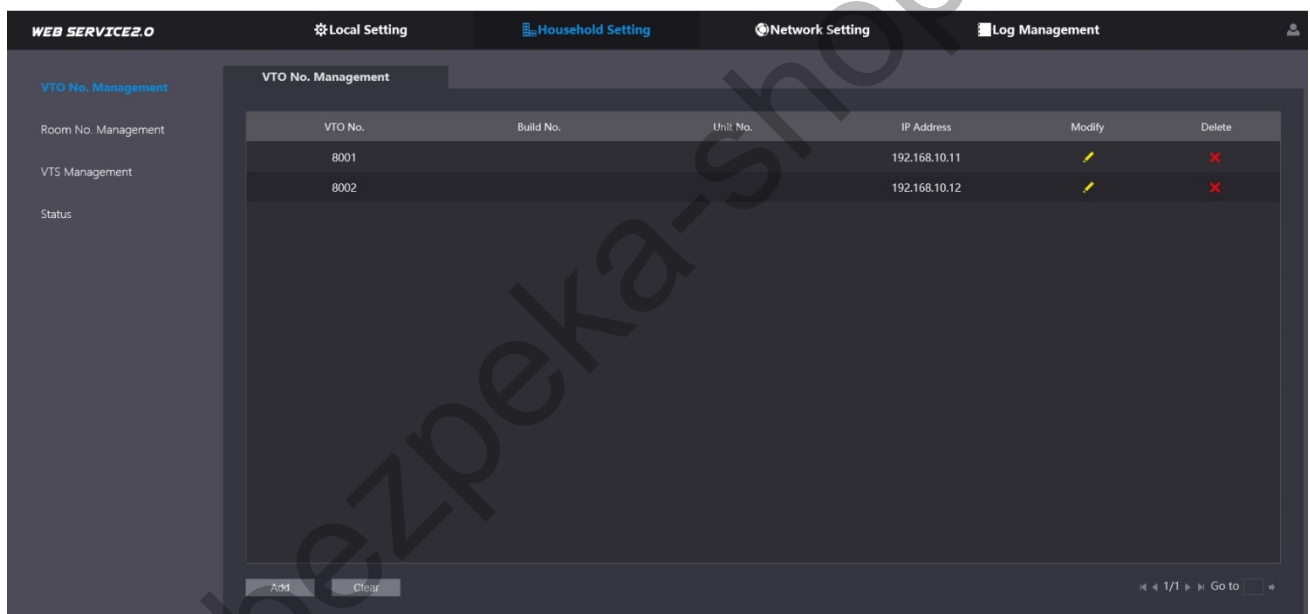 WEB SERVICE2.0 Local Setting Household Setting Network Setting Log Management
VTO No. Management
VTO No. Management
Room No. Management
VTS Management
Status
VTO No. Build No. Unit No. IP Address Modify Delete
8001 192.168.10.11
8002 192.168.10.12
Add Clear 1/1 Go to
bezpeka-shop